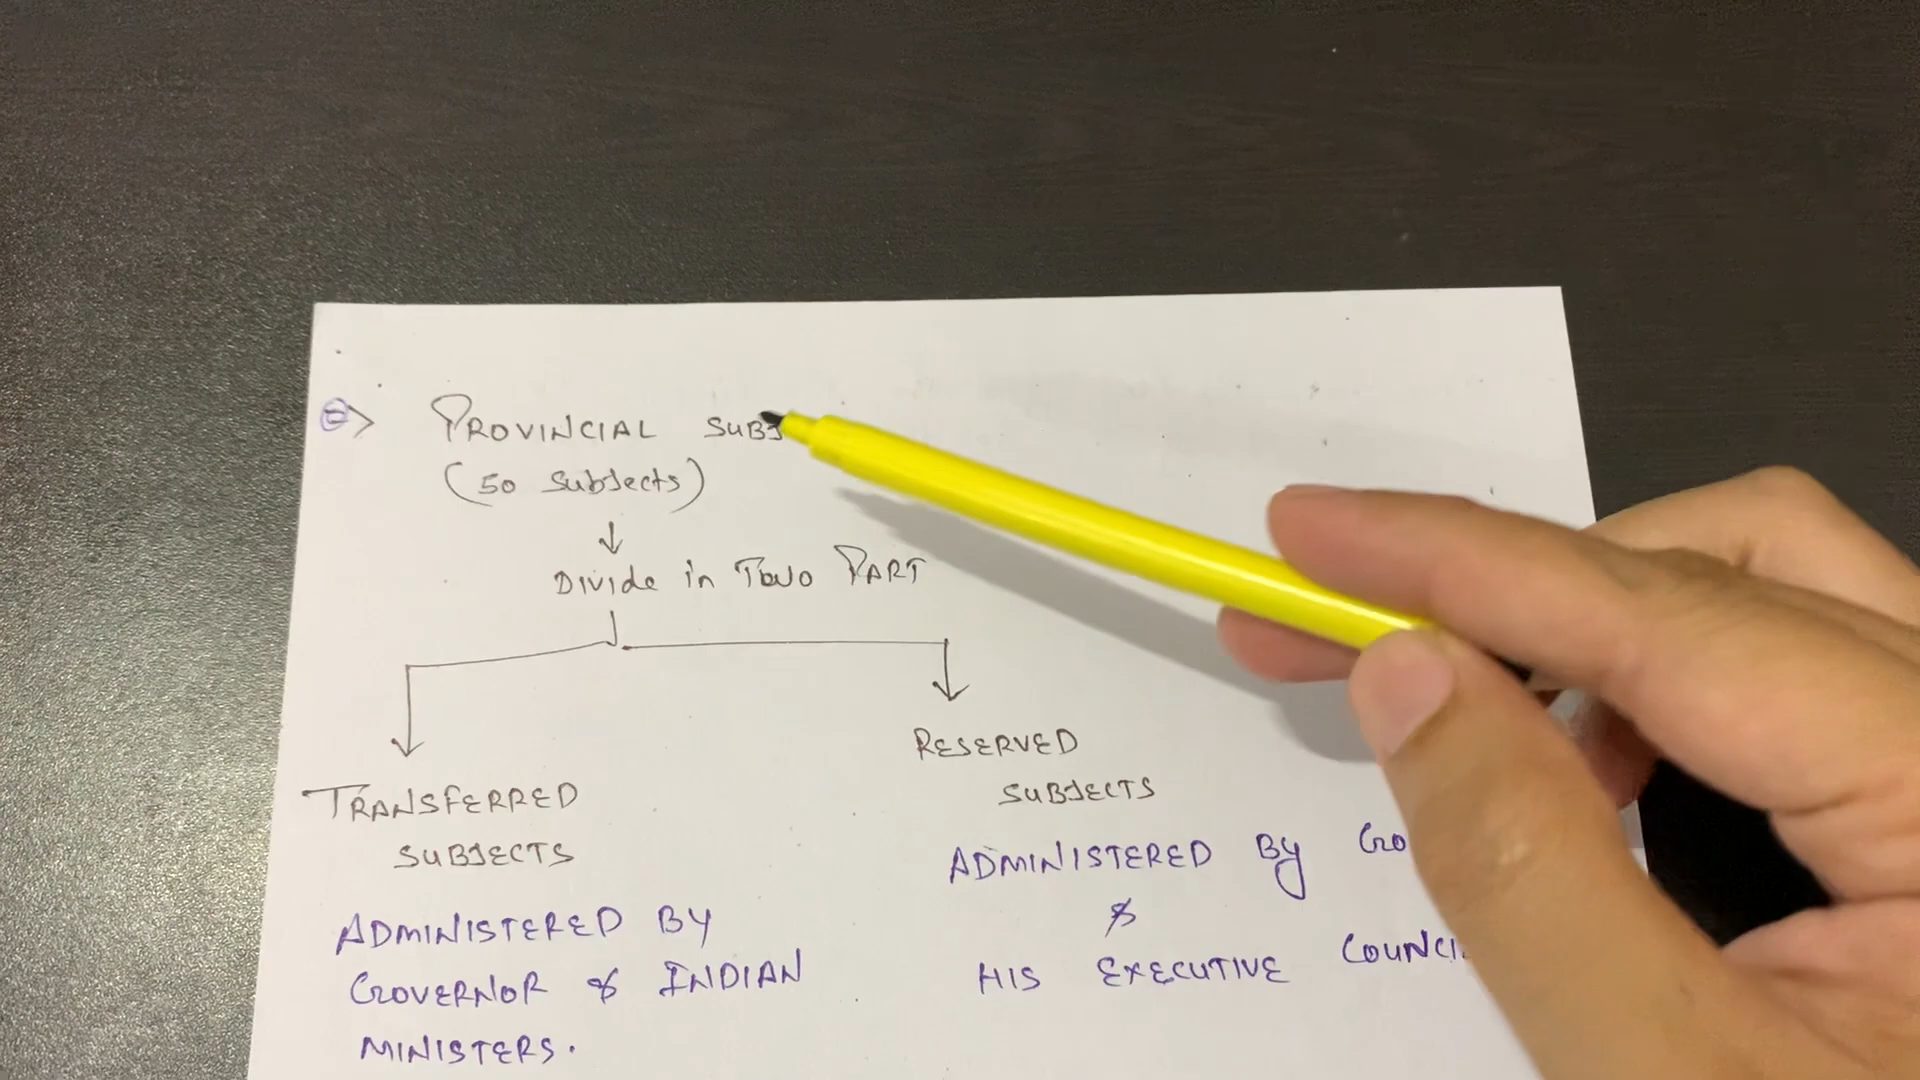 PROVINCIAL
(50 Subjects)
Divide in Two PART
TRANSFERRED
SUBJECTS
ADMINISTERED BY
GOVERNOR & INDIAN
MINISTERS.
RESERVED
SUBJECTS
ADMINISTERED BY
&
HIS EXECUTIVE